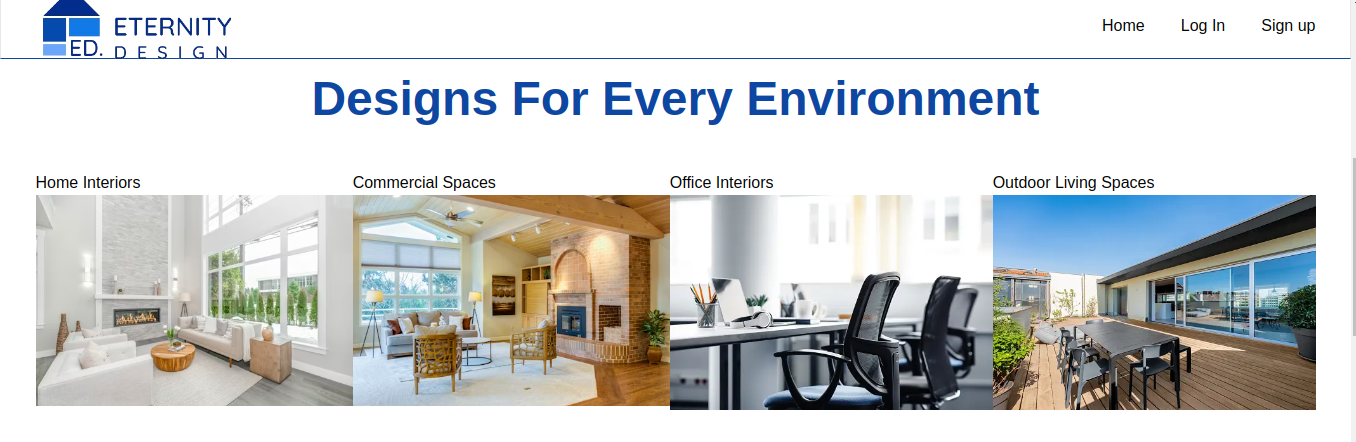 ETERNITY
ED. DESIGN
Home Log In Sign up
Designs For Every Environment
Home Interiors Commercial Spaces Office Interiors Outdoor Living Spaces